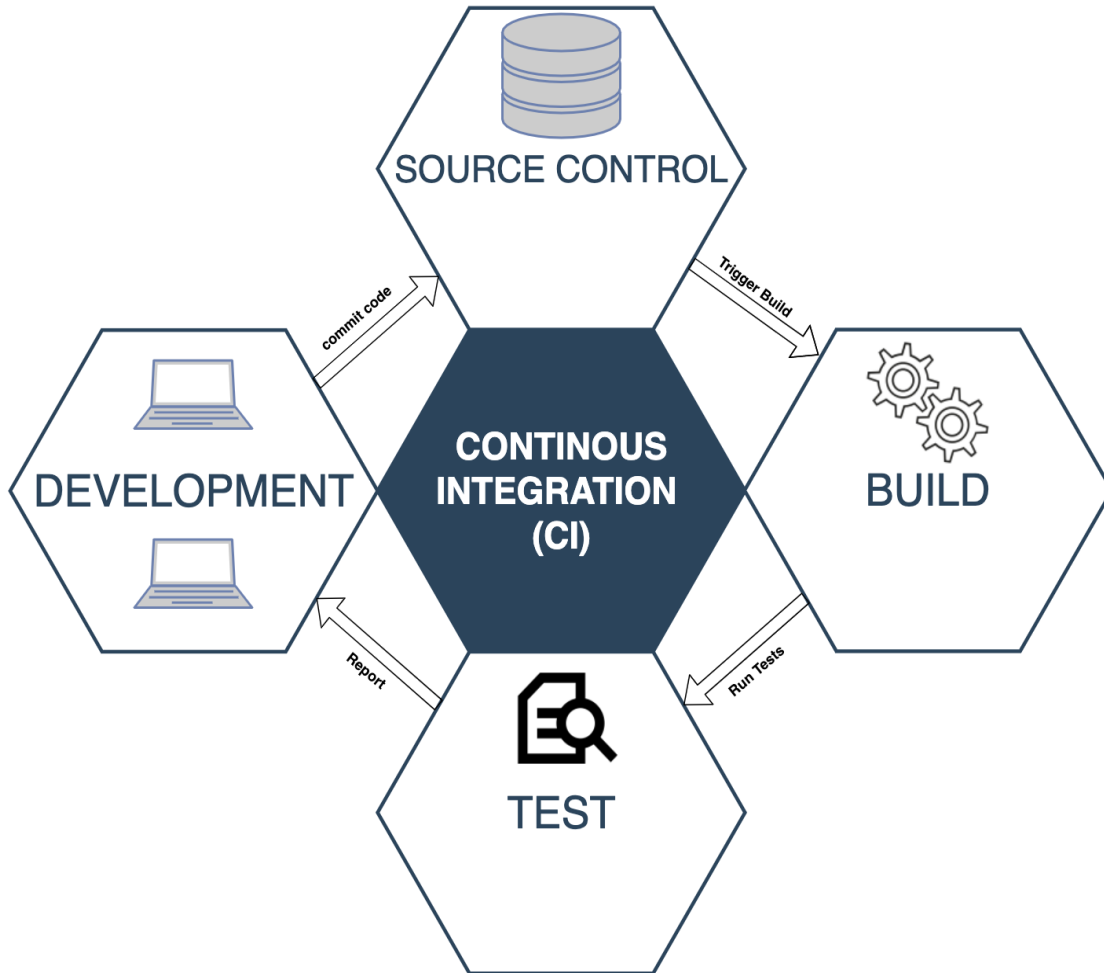 SOURCE CONTROL
commit code
Trigger Build
DEVELOPMENT
CONTINOUS
INTEGRATION
(CI)
BUILD
Report
Run Tests
TEST